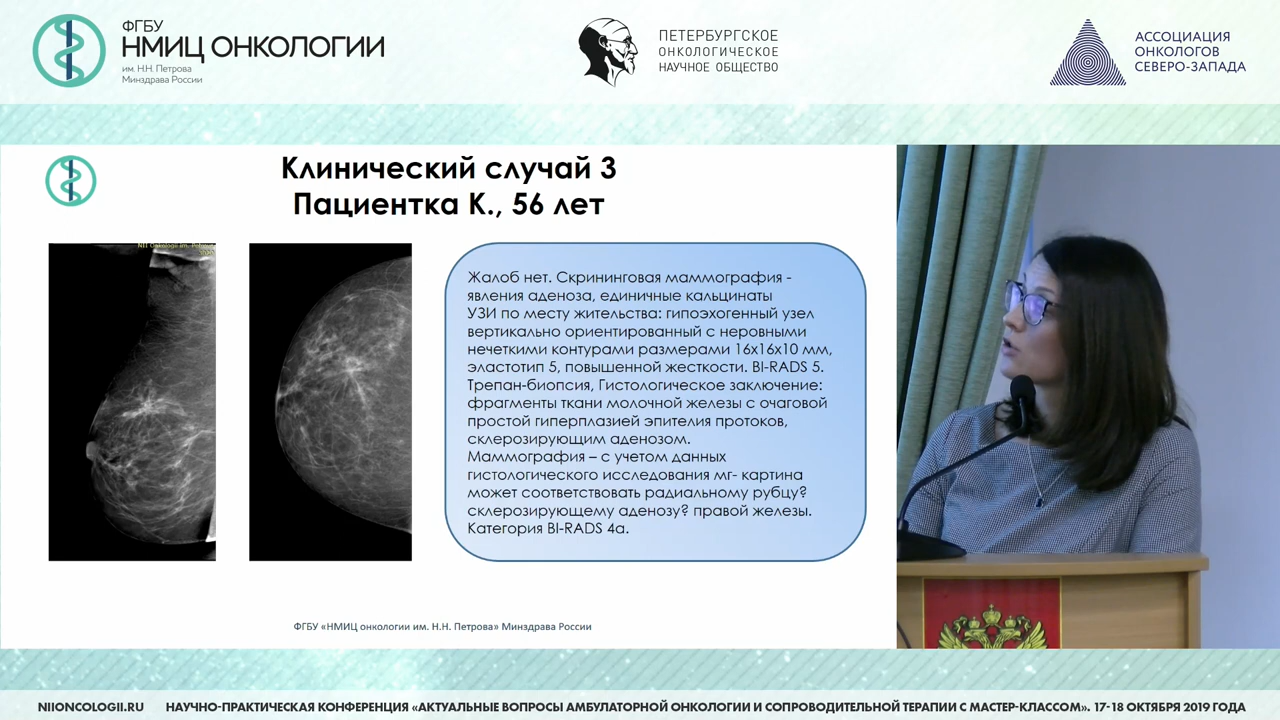 ФГБУ
НМИЦ ОНКОЛОГИИ
им. Н.Н. Петрова
Минздрава России
ПЕТЕРБУРГСКОЕ
ОНКОЛОГИЧЕСКОЕ
НАУЧНОЕ ОБЩЕСТВО
АССОЦИАЦИЯ
ОНКОЛОГОВ
СЕВЕРО-ЗАПАДА
Клинический случай 3
Пациентка К., 56 лет
NII Onkologii im. Petrova
Жалоб нет. Скрининговая маммография -
явления аденоза, единичные кальцинаты
УЗИ по месту жительства: гипоэхогенный узел
вертикально ориентированный с неровными
нечеткими контурами размерами 16х16х10 мм,
эластотип 5, повышенной жесткости. BI-RADS 5.
Трепан-биопсия, Гистологическое заключение:
фрагменты ткани молочной железы с очаговой
простой гиперплазией эпителия протоков,
склерозирующим аденозом.
Маммография – с учетом данных
гистологического исследования мг- картина
может соответствовать радиальному рубцу?
склерозирующему аденозу? правой железы.
Категория BI-RADS 4a.
ФГБУ «НМИЦ онкологии им. Н.Н. Петрова» Минздрава России
NIIONCOLOGII.RU НАУЧНО-ПРАКТИЧЕСКАЯ КОНФЕРЕНЦИЯ «АКТУАЛЬНЫЕ ВОПРОСЫ АМБУЛАТОРНОЙ ОНКОЛОГИИ И СОПРОВОДИТЕЛЬНОЙ ТЕРАПИИ С МАСТЕР-КЛАССОМ». 17-18 ОКТЯБРЯ 2019 ГОДА